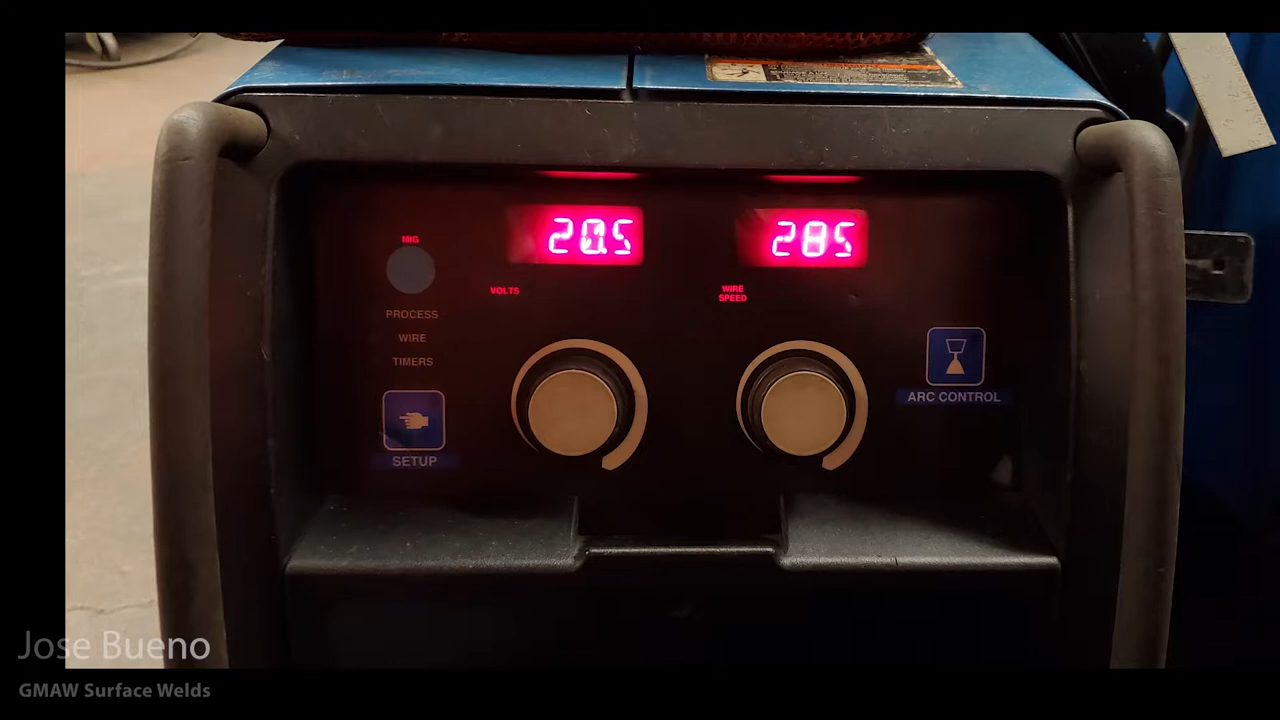 MIG
20.5
285
VOLTS
WIRE
SPEED
PROCESS
WIRE
TIMERS
SETUP
ARC CONTROL
Jose Bueno
GMAW Surface Welds